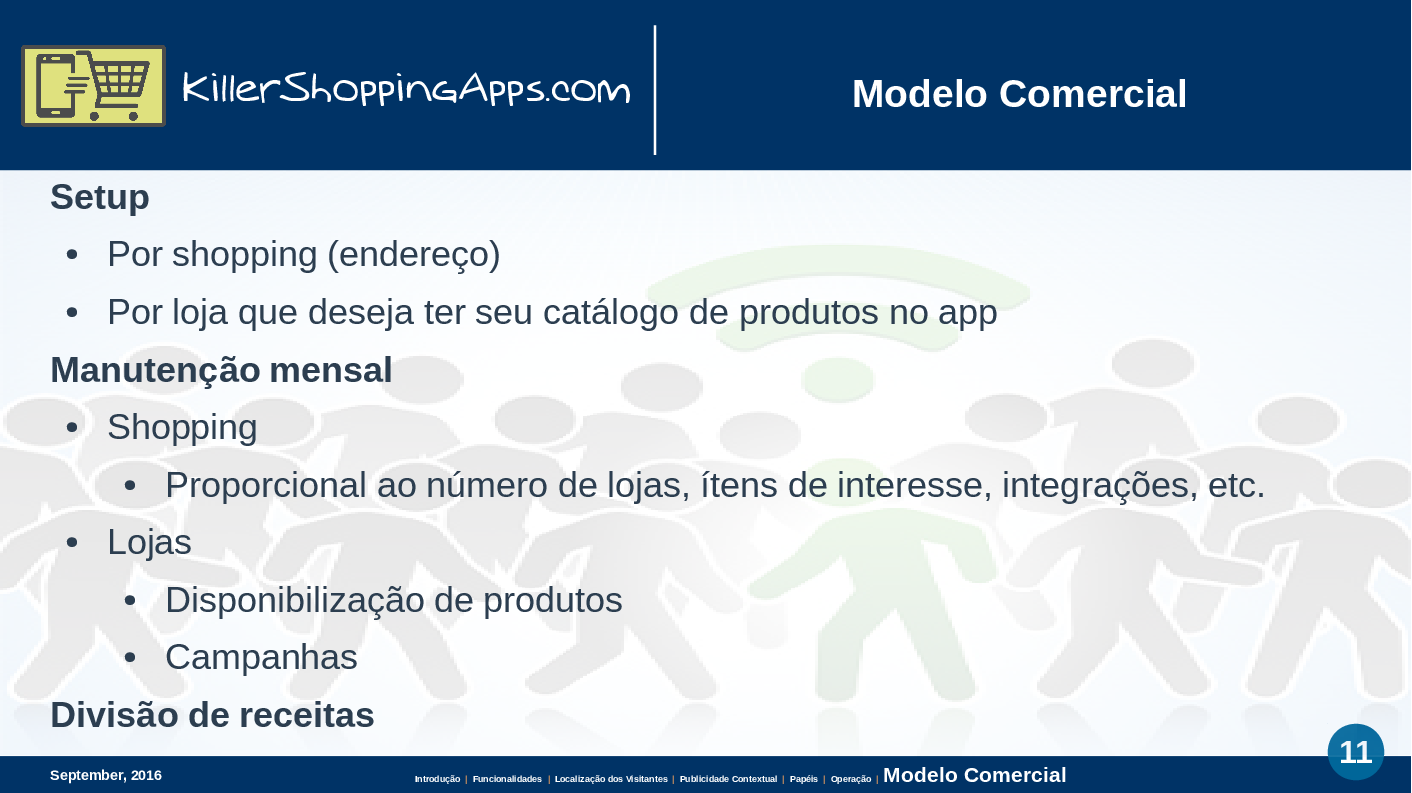 KillerShoppingApps.com
Modelo Comercial
Setup
• Por shopping (endereço)
• Por loja que deseja ter seu catálogo de produtos no app
Manutenção mensal
• Shopping
• Proporcional ao número de lojas, ítens de interesse, integrações, etc.
• Lojas
• Disponibilização de produtos
• Campanhas
Divisão de receitas
September, 2016
Introdução | Funcionalidades | Localização dos Visitantes | Publicidade Contextual | Papéis | Operação | Modelo Comercial
11